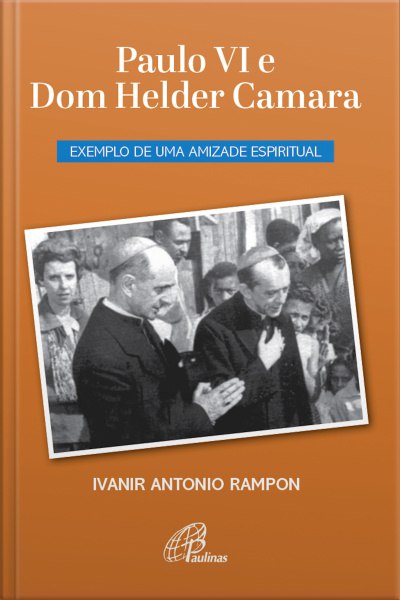 Paulo VI e
Dom Helder Camara
EXEMPLO DE UMA AMIZADE ESPIRITUAL
IVANIR ANTONIO RAMPON
Paulinas